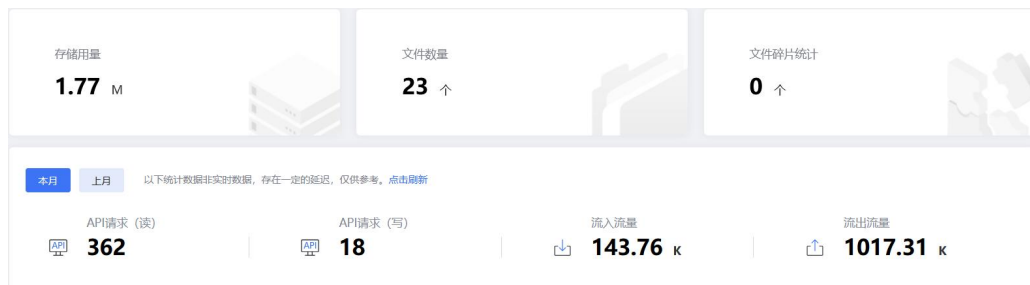 存储用量
1.77 M
文件数量
23 个
文件碎片统计
0 个
本月 上月 以下统计数据非实时数据，存在一定的延迟，仅供参考。点击刷新
API请求（读）
API 362
API请求（写）
API 18
流入流量
143.76 K
流出流量
1017.31 K